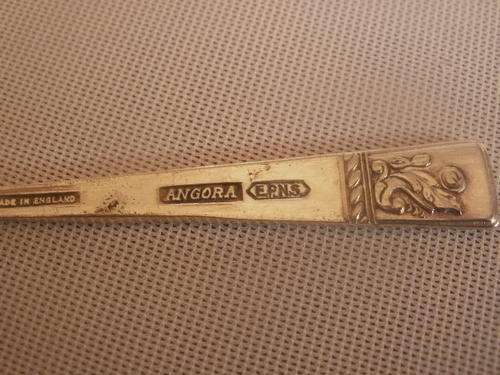 ADE IN ENGLAND ANGORA EPNS